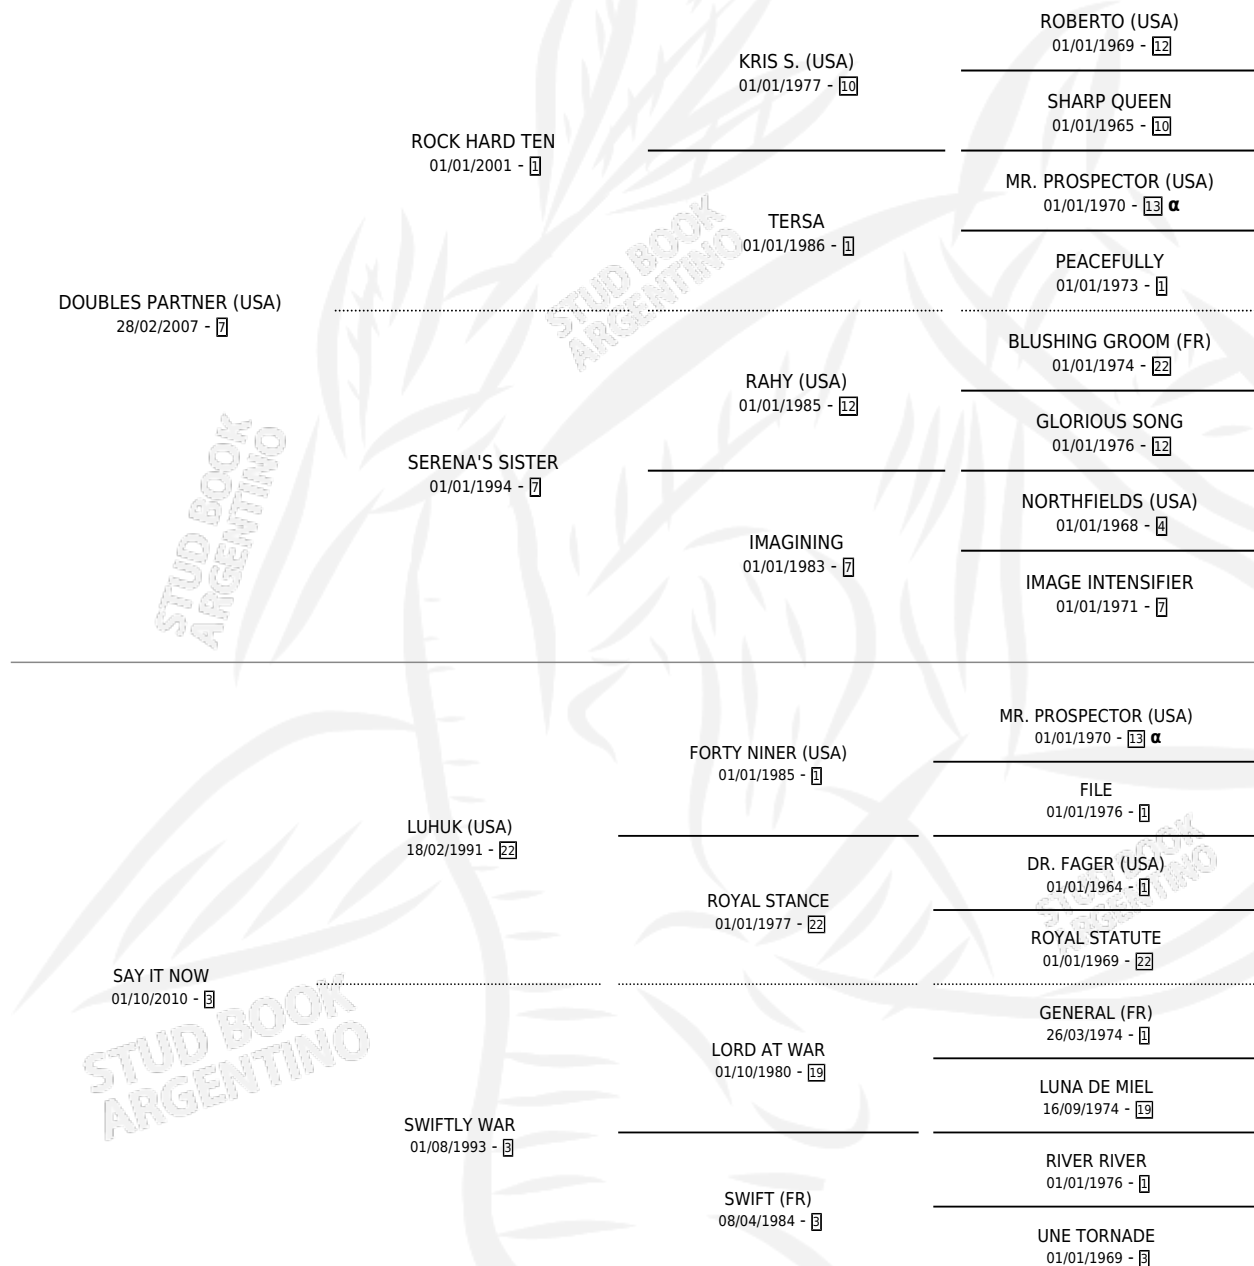 ROBERTO (USA)
01/01/1969 - 12
KRIS S. (USA)
01/01/1977 - 10
SHARP QUEEN
01/01/1965 - 10
ROCK HARD TEN
01/01/2001 - 1
MR. PROSPECTOR (USA)
01/01/1970 - 13 α
TERSA
01/01/1986 - 1
PEACEFULLY
01/01/1973 - 1
DOUBLES PARTNER (USA)
28/02/2007 - 7
BLUSHING GROOM (FR)
01/01/1974 - 22
RAHY (USA)
01/01/1985 - 12
GLORIOUS SONG
01/01/1976 - 12
SERENA'S SISTER
01/01/1994 - 7
NORTHFIELDS (USA)
01/01/1968 - 4
IMAGINING
01/01/1983 - 7
IMAGE INTENSIFIER
01/01/1971 - 7
MR. PROSPECTOR (USA)
01/01/1970 - 13 α
FORTY NINER (USA)
01/01/1985 - 1
FILE
01/01/1976 - 1
LUHUK (USA)
18/02/1991 - 22
DR. FAGER (USA)
01/01/1964 - 1
ROYAL STANCE
01/01/1977 - 22
ROYAL STATUTE
01/01/1969 - 22
SAY IT NOW
01/10/2010 - 3
GENERAL (FR)
26/03/1974 - 1
LORD AT WAR
01/10/1980 - 19
LUNA DE MIEL
16/09/1974 - 19
SWIFTLY WAR
01/08/1993 - 3
RIVER RIVER
01/01/1976 - 1
SWIFT (FR)
08/04/1984 - 3
UNE TORNADE
01/01/1969 - 3
STUD BOOK
ARGENTINO
STUD BOOK
ARGENTINO
STUD BOOK
ARGENTINO
STUD BOOK
ARGENTINO